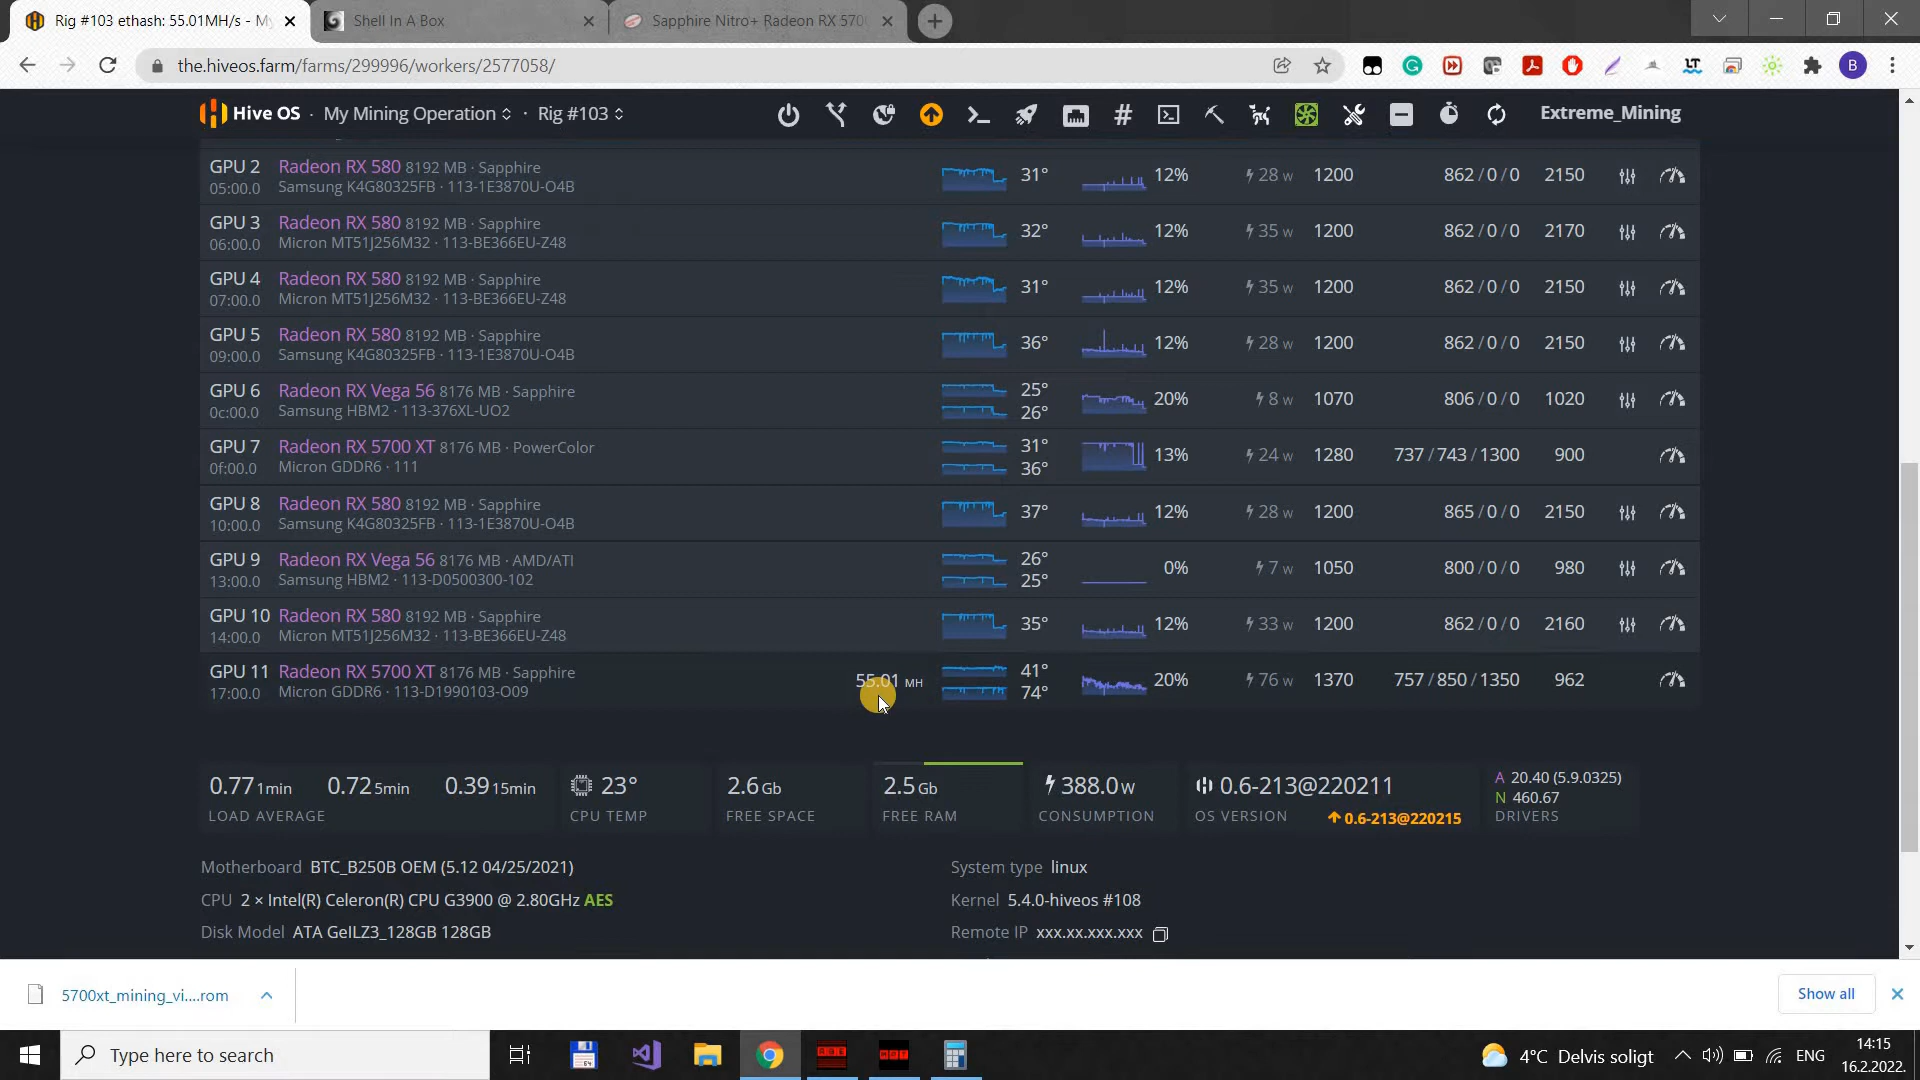 Rig #103 ethash: 55.01MH/s - My
Shell In A Box
Sapphire Nitro+ Radeon RX 570
the.hiveos.farm/farms/299996/workers/2577058/
B
Hive OS · My Mining Operation · Rig #103
Extreme_Mining
GPU 2 Radeon RX 580 8192 MB · Sapphire 31° 12% 28 w 1200 862 / 0 / 0 2150
05:00.0 Samsung K4G80325FB · 113-1E3870U-O4B
GPU 3 Radeon RX 580 8192 MB · Sapphire 32° 12% 35 w 1200 862 / 0 / 0 2170
06:00.0 Micron MT51J256M32 · 113-BE366EU-Z48
GPU 4 Radeon RX 580 8192 MB · Sapphire 31° 12% 35 w 1200 862 / 0 / 0 2150
07:00.0 Micron MT51J256M32 · 113-BE366EU-Z48
GPU 5 Radeon RX 580 8192 MB · Sapphire 36° 12% 28 w 1200 862 / 0 / 0 2150
09:00.0 Samsung K4G80325FB · 113-1E3870U-O4B
GPU 6 Radeon RX Vega 56 8176 MB · Sapphire 25° 20% 8 w 1070 806 / 0 / 0 1020
0c:00.0 Samsung HBM2 · 113-376XL-UO2 26°
GPU 7 Radeon RX 5700 XT 8176 MB · PowerColor 31° 13% 24 w 1280 737 / 743 / 1300 900
0f:00.0 Micron GDDR6 · 111 36°
GPU 8 Radeon RX 580 8192 MB · Sapphire 37° 12% 28 w 1200 865 / 0 / 0 2150
10:00.0 Samsung K4G80325FB · 113-1E3870U-O4B
GPU 9 Radeon RX Vega 56 8176 MB · AMD/ATI 26° 0% 7 w 1050 800 / 0 / 0 980
13:00.0 Samsung HBM2 · 113-D0500300-102 25°
GPU 10 Radeon RX 580 8192 MB · Sapphire 35° 12% 33 w 1200 862 / 0 / 0 2160
14:00.0 Micron MT51J256M32 · 113-BE366EU-Z48
GPU 11 Radeon RX 5700 XT 8176 MB · Sapphire 55.01 MH 41° 20% 76 w 1370 757 / 850 / 1350 962
17:00.0 Micron GDDR6 · 113-D1990103-O09 74°
0.77 1min 0.72 5min 0.39 15min 23° 2.6 Gb 2.5 Gb 388.0 w 0.6-213@220211 A 20.40 (5.9.0325)
N 460.67
LOAD AVERAGE CPU TEMP FREE SPACE FREE RAM CONSUMPTION OS VERSION 0.6-213@220215 DRIVERS
Motherboard BTC_B250B OEM (5.12 04/25/2021) System type linux
CPU 2 × Intel(R) Celeron(R) CPU G3900 @ 2.80GHz AES Kernel 5.4.0-hiveos #108
Disk Model ATA GeILZ3_128GB 128GB Remote IP xxx.xx.xxx.xxx
5700xt_mining_vi....rom
Show all
Type here to search
4°C Delvis soligt
ENG
14:15
16.2.2022.